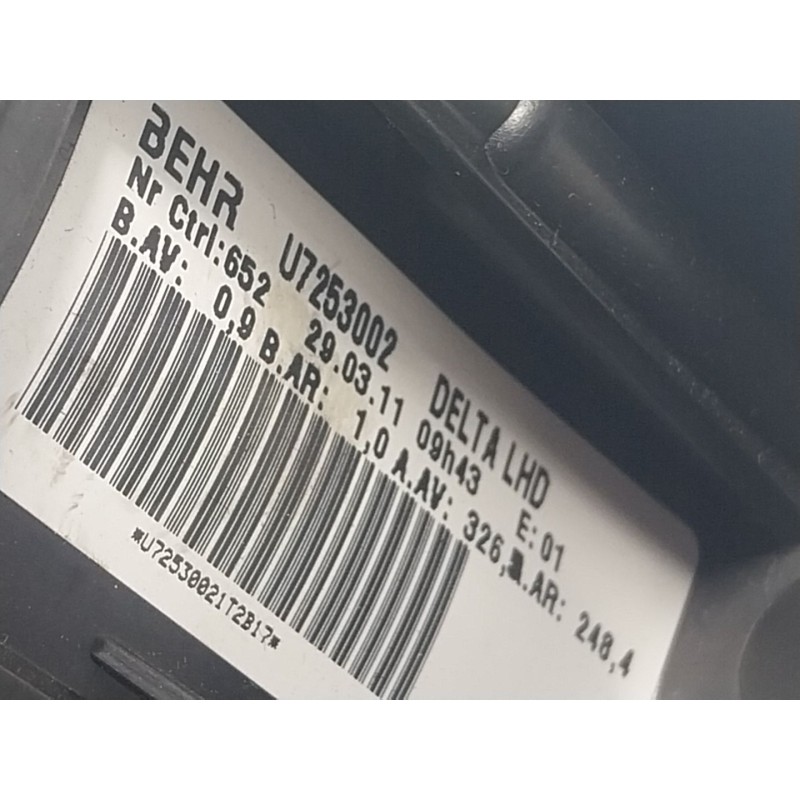 BEHR U7253002 DELTA LHD
Nr Ctrl:652 29.03.11 09h43 E:01
B.AV: 0,9 B.AR: 1,0 A.AV: 326, A.AR: 248,4
*U72530021T2B17*